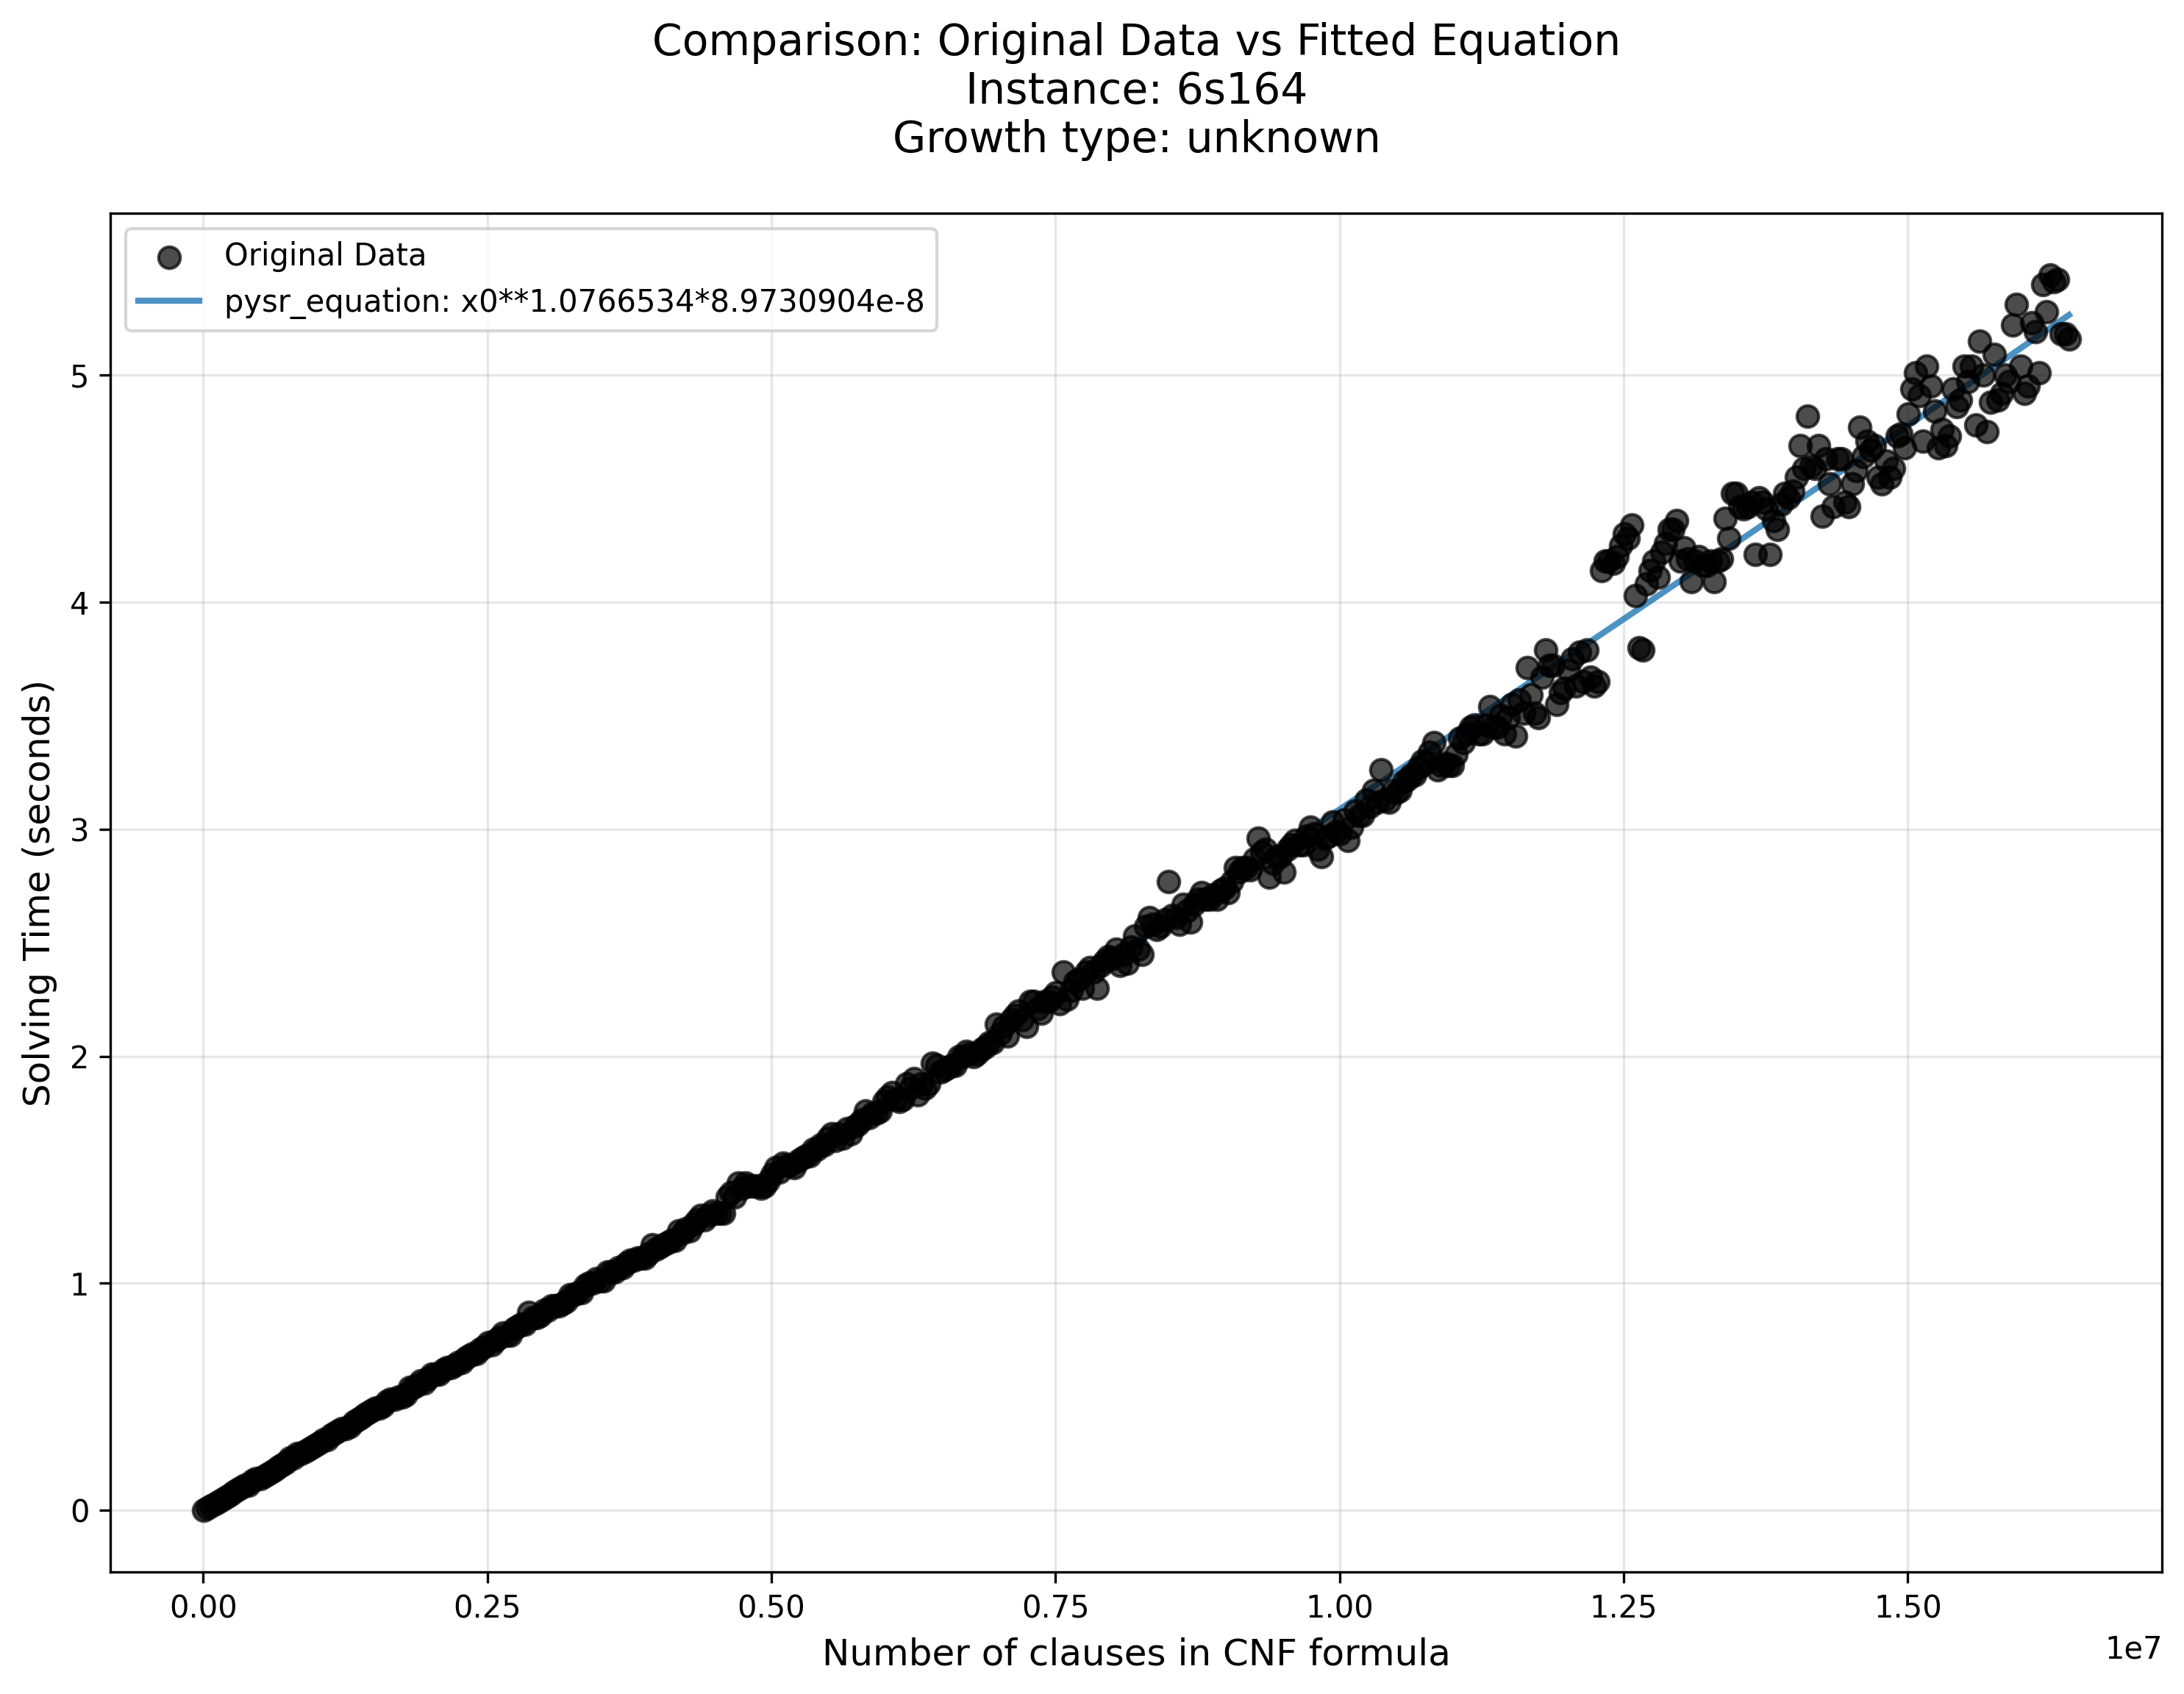 Comparison: Original Data vs Fitted Equation
Instance: 6s164
Growth type: unknown
Original Data
pysr_equation: x0**1.0766534*8.9730904e-8
Solving Time (seconds)
5
4
3
2
1
0
0.00 0.25 0.50 0.75 1.00 1.25 1.50
Number of clauses in CNF formula
1e7